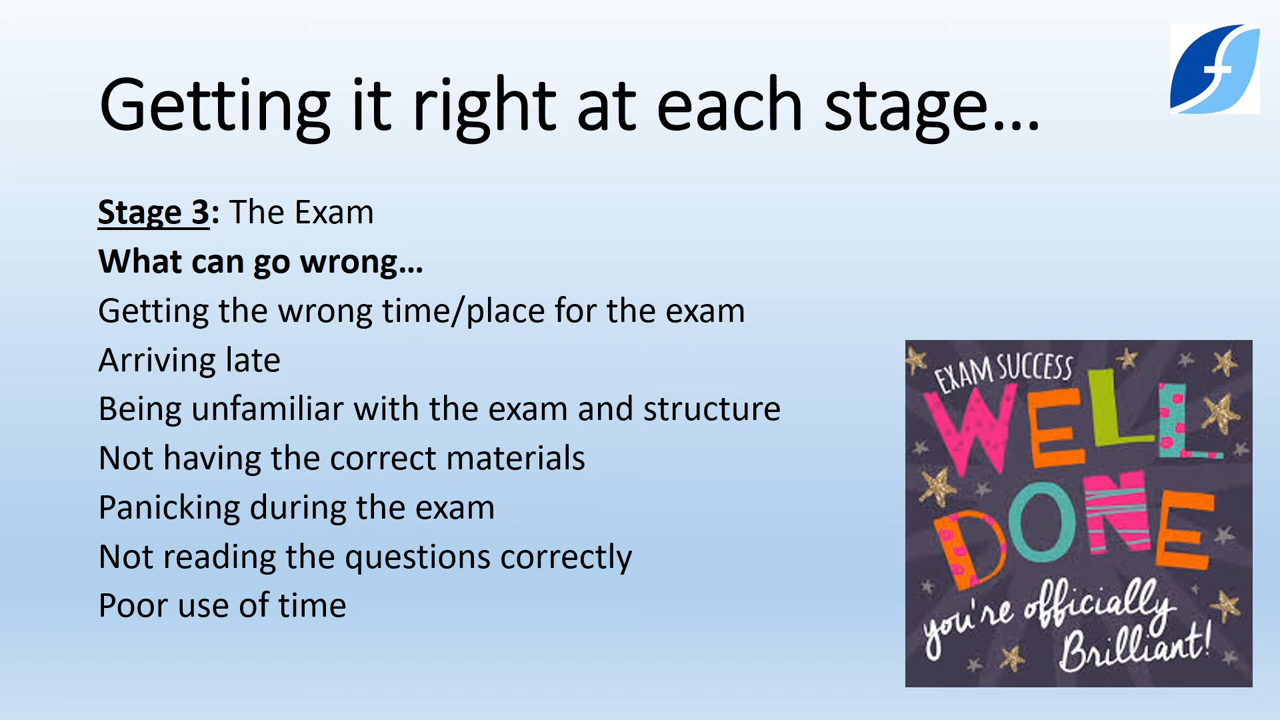 Getting it right at each stage…
Stage 3: The Exam
What can go wrong…
Getting the wrong time/place for the exam
Arriving late
Being unfamiliar with the exam and structure
Not having the correct materials
Panicking during the exam
Not reading the questions correctly
Poor use of time
EXAM SUCCESS
WELL
DONE
you're officially
Brilliant!